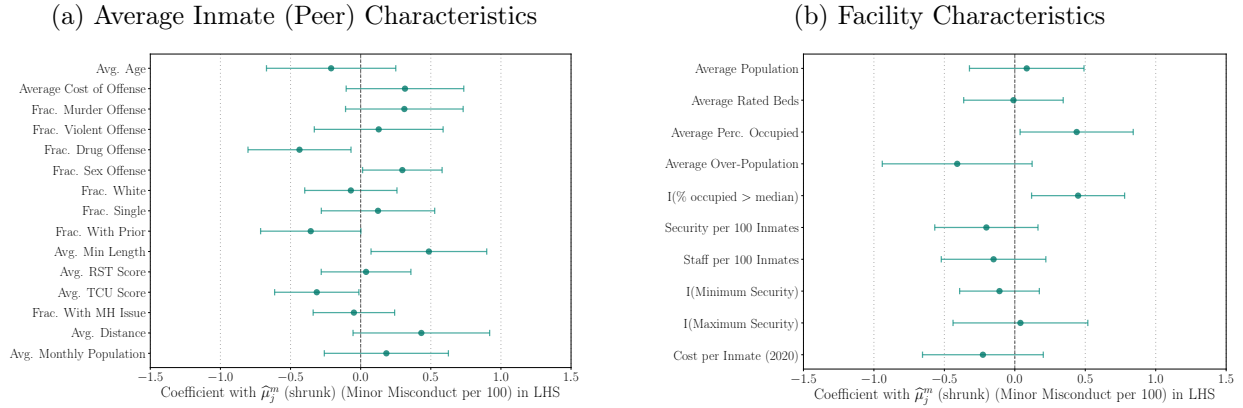 (a) Average Inmate (Peer) Characteristics
Avg. Age
Average Cost of Offense
Frac. Murder Offense
Frac. Violent Offense
Frac. Drug Offense
Frac. Sex Offense
Frac. White
Frac. Single
Frac. With Prior
Avg. Min Length
Avg. RST Score
Avg. TCU Score
Frac. With MH Issue
Avg. Distance
Avg. Monthly Population
−1.5 −1.0 −0.5 0.0 0.5 1.0 1.5
Coefficient with $\widehat{\mu}_j^m$ (shrunk) (Minor Misconduct per 100) in LHS
(b) Facility Characteristics
Average Population
Average Rated Beds
Average Perc. Occupied
Average Over-Population
I(% occupied > median)
Security per 100 Inmates
Staff per 100 Inmates
I(Minimum Security)
I(Maximum Security)
Cost per Inmate (2020)
−1.5 −1.0 −0.5 0.0 0.5 1.0 1.5
Coefficient with $\widehat{\mu}_j^m$ (shrunk) (Minor Misconduct per 100) in LHS